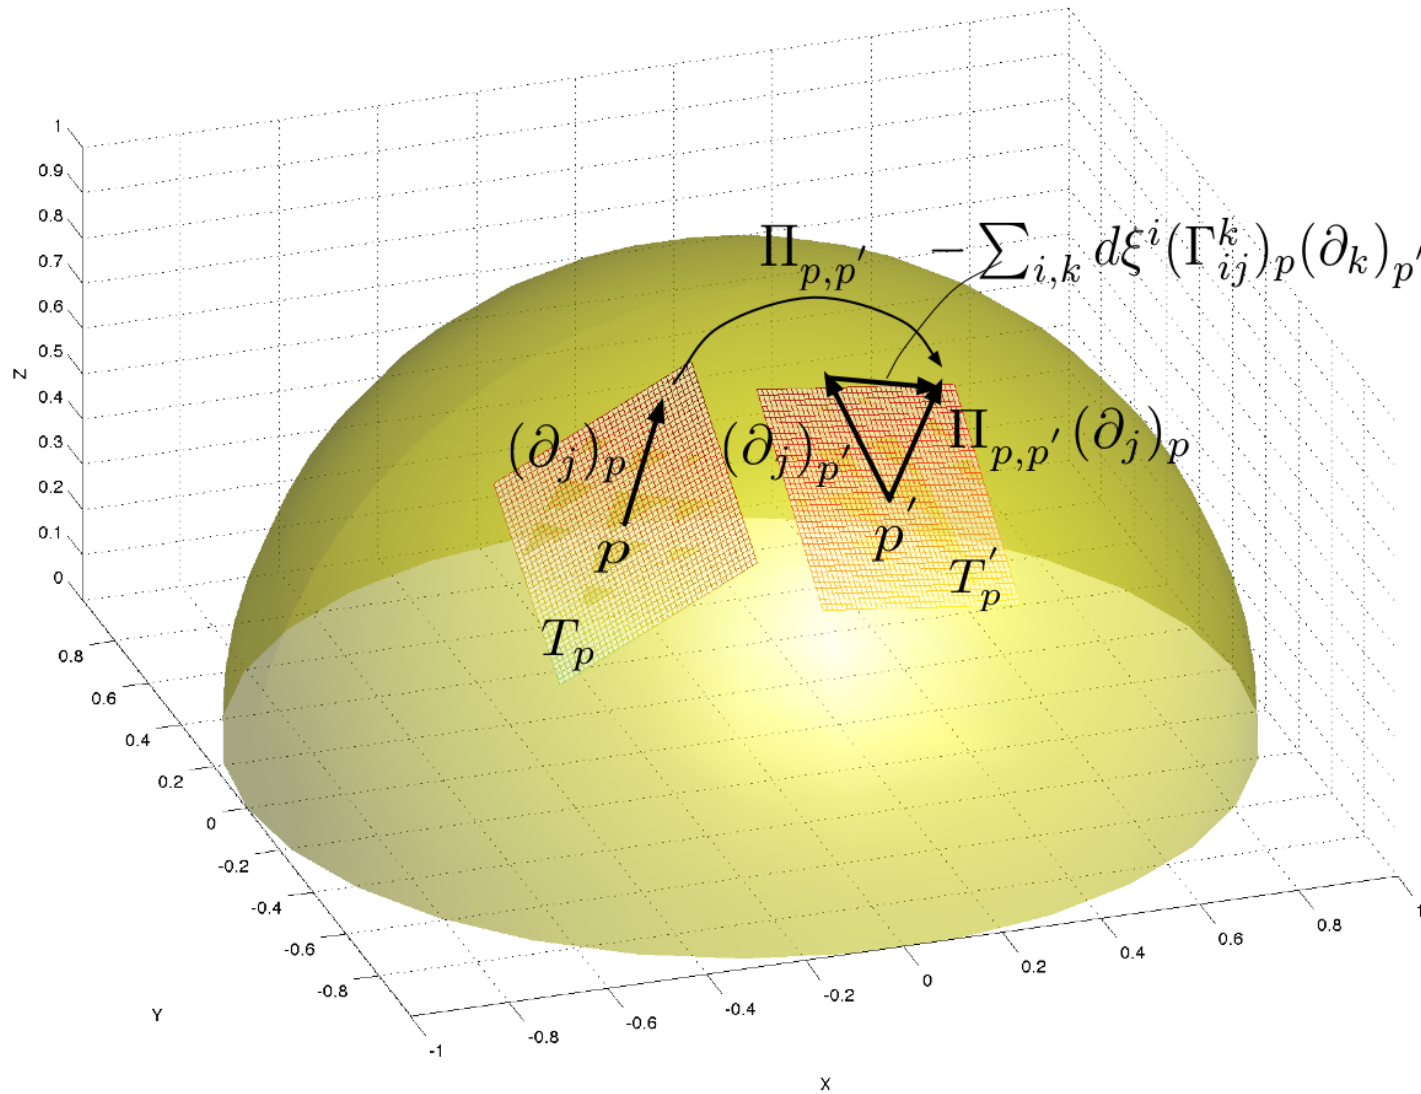 Π_{p,p′}
−∑_{i,k} dξ^i(Γ^k_{ij})_p(∂_k)_{p′}
(∂_j)_p
(∂_j)_{p′}
Π_{p,p′}(∂_j)_p
p
p′
T_p
T′_p
Z
1
0.9
0.8
0.7
0.6
0.5
0.4
0.3
0.2
0.1
0
Y
0.8
0.6
0.4
0.2
0
-0.2
-0.4
-0.6
-0.8
-1
X
-0.8
-0.6
-0.4
-0.2
0
0.2
0.4
0.6
0.8
1